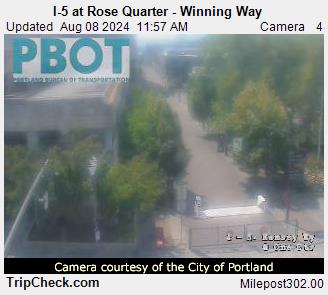 I-5 at Rose Quarter - Winning Way
Updated Aug 08 2024 11:57 AM Camera 4
PBOT
PORTLAND BUREAU OF TRANSPORTATION
Camera courtesy of the City of Portland
TripCheck.com Milepost302.00